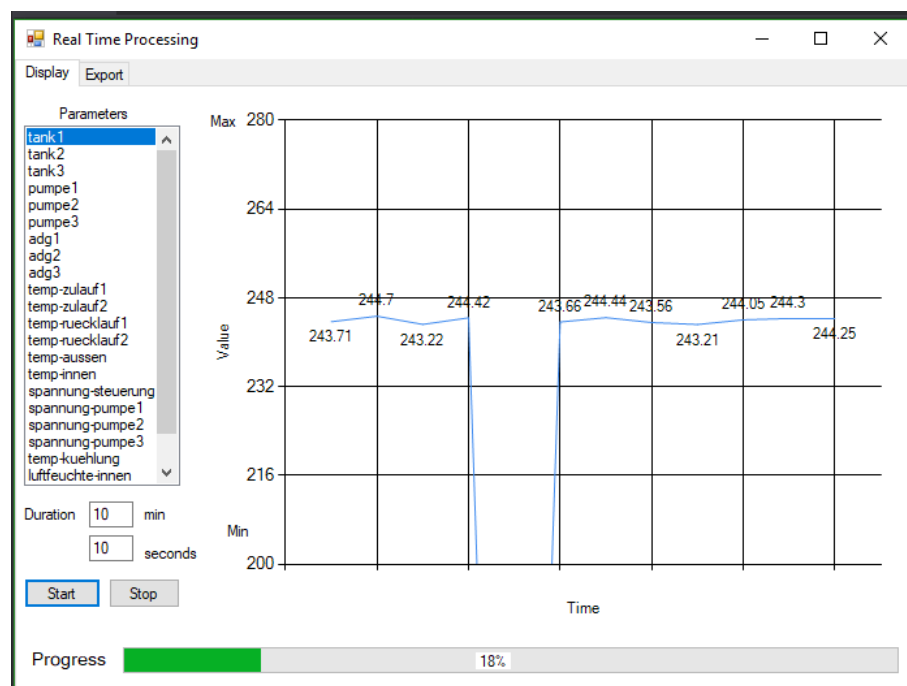 Real Time Processing
Display Export
Parameters
tank1
tank2
tank3
pumpe1
pumpe2
pumpe3
adg1
adg2
adg3
temp-zulauf1
temp-zulauf2
temp-ruecklauf1
temp-ruecklauf2
temp-aussen
temp-innen
spannung-steuerung
spannung-pumpe1
spannung-pumpe2
spannung-pumpe3
temp-kuehlung
luftfeuchte-innen
Duration 10 min
10 seconds
Start Stop
Max 280
264
248
232
216
Min
200
Value
244.7 244.42 243.66 244.44 243.56 244.05 244.3
243.71 243.22 243.21 244.25
Time
Progress 18%